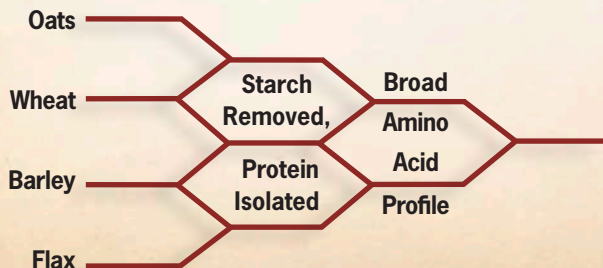 Oats
Wheat
Barley
Flax
Starch
Removed,
Protein
Isolated
Broad
Amino
Acid
Profile